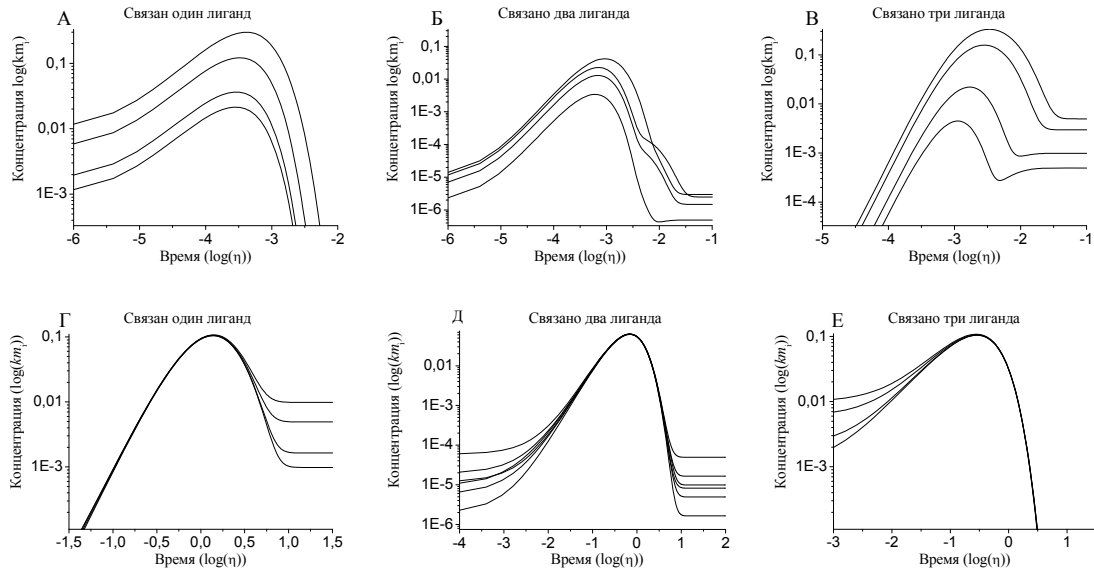 А
Связан один лиганд
0,1
0,01
1E-3
-6 -5 -4 -3 -2
Концентрация log(km_i)
Время (log(η))
Б
Связано два лиганда
0,1
0,01
1E-3
1E-4
1E-5
1E-6
-6 -5 -4 -3 -2 -1
Концентрация log(km_i)
Время (log(η))
В
Связано три лиганда
0,1
0,01
1E-3
1E-4
-5 -4 -3 -2 -1
Концентрация log(km_i)
Время (log(η))
Г
Связан один лиганд
0,1
0,01
1E-3
-1,5 -1,0 -0,5 0,0 0,5 1,0 1,5
Концентрация (log(km_i))
Время (log(η))
Д
Связано два лиганда
0,01
1E-3
1E-4
1E-5
1E-6
-4 -3 -2 -1 0 1 2
Концентрация (log(km_i))
Время (log(η))
Е
Связано три лиганда
0,1
0,01
1E-3
-3 -2 -1 0 1
Концентрация (log(km_i))
Время (log(η))